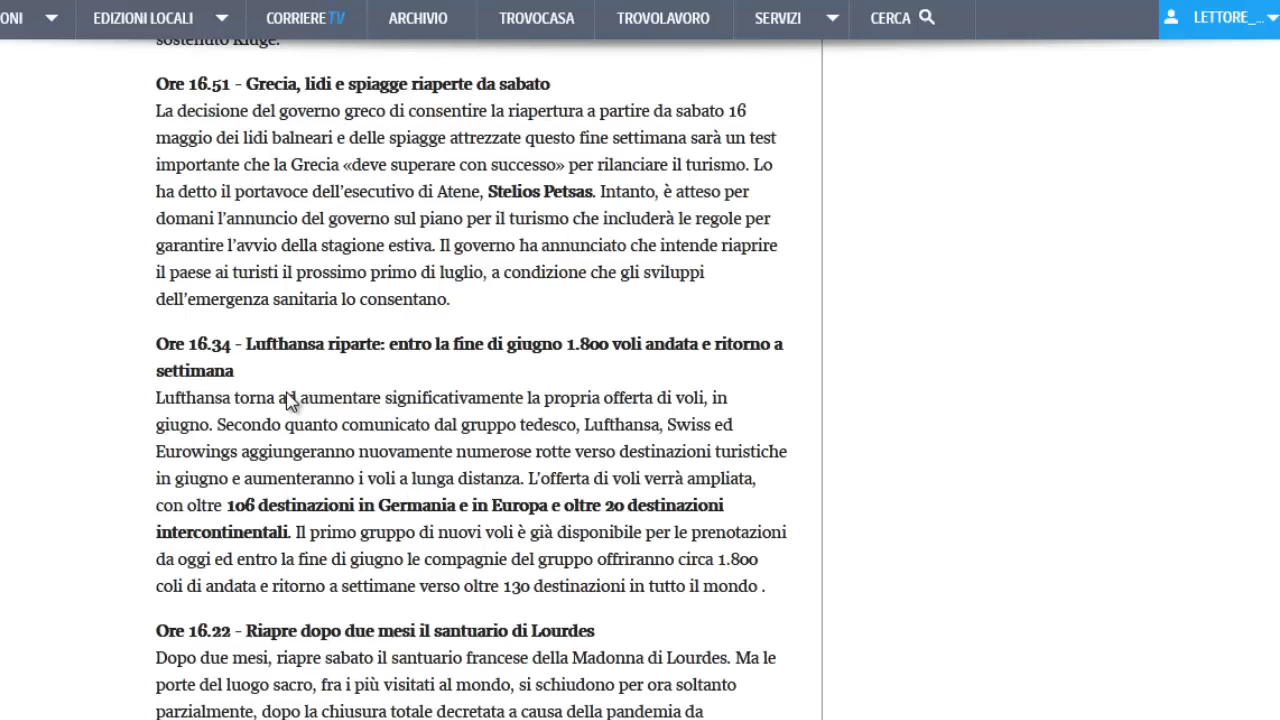 ONI
EDIZIONI LOCALI
CORRIERETV
ARCHIVIO
TROVOCASA
TROVOLAVORO
SERVIZI
CERCA
LETTORE_...
sostenuto Kluge.
Ore 16.51 - Grecia, lidi e spiagge riaperte da sabato
La decisione del governo greco di consentire la riapertura a partire da sabato 16
maggio dei lidi balneari e delle spiagge attrezzate questo fine settimana sarà un test
importante che la Grecia «deve superare con successo» per rilanciare il turismo. Lo
ha detto il portavoce dell'esecutivo di Atene, Stelios Petsas. Intanto, è atteso per
domani l'annuncio del governo sul piano per il turismo che includerà le regole per
garantire l'avvio della stagione estiva. Il governo ha annunciato che intende riaprire
il paese ai turisti il prossimo primo di luglio, a condizione che gli sviluppi
dell'emergenza sanitaria lo consentano.
Ore 16.34 - Lufthansa riparte: entro la fine di giugno 1.800 voli andata e ritorno a
settimana
Lufthansa torna ad aumentare significativamente la propria offerta di voli, in
giugno. Secondo quanto comunicato dal gruppo tedesco, Lufthansa, Swiss ed
Eurowings aggiungeranno nuovamente numerose rotte verso destinazioni turistiche
in giugno e aumenteranno i voli a lunga distanza. L'offerta di voli verrà ampliata,
con oltre 106 destinazioni in Germania e in Europa e oltre 20 destinazioni
intercontinentali. Il primo gruppo di nuovi voli è già disponibile per le prenotazioni
da oggi ed entro la fine di giugno le compagnie del gruppo offriranno circa 1.800
coli di andata e ritorno a settimane verso oltre 130 destinazioni in tutto il mondo .
Ore 16.22 - Riapre dopo due mesi il santuario di Lourdes
Dopo due mesi, riapre sabato il santuario francese della Madonna di Lourdes. Ma le
porte del luogo sacro, fra i più visitati al mondo, si schiudono per ora soltanto
parzialmente, dopo la chiusura totale decretata a causa della pandemia da